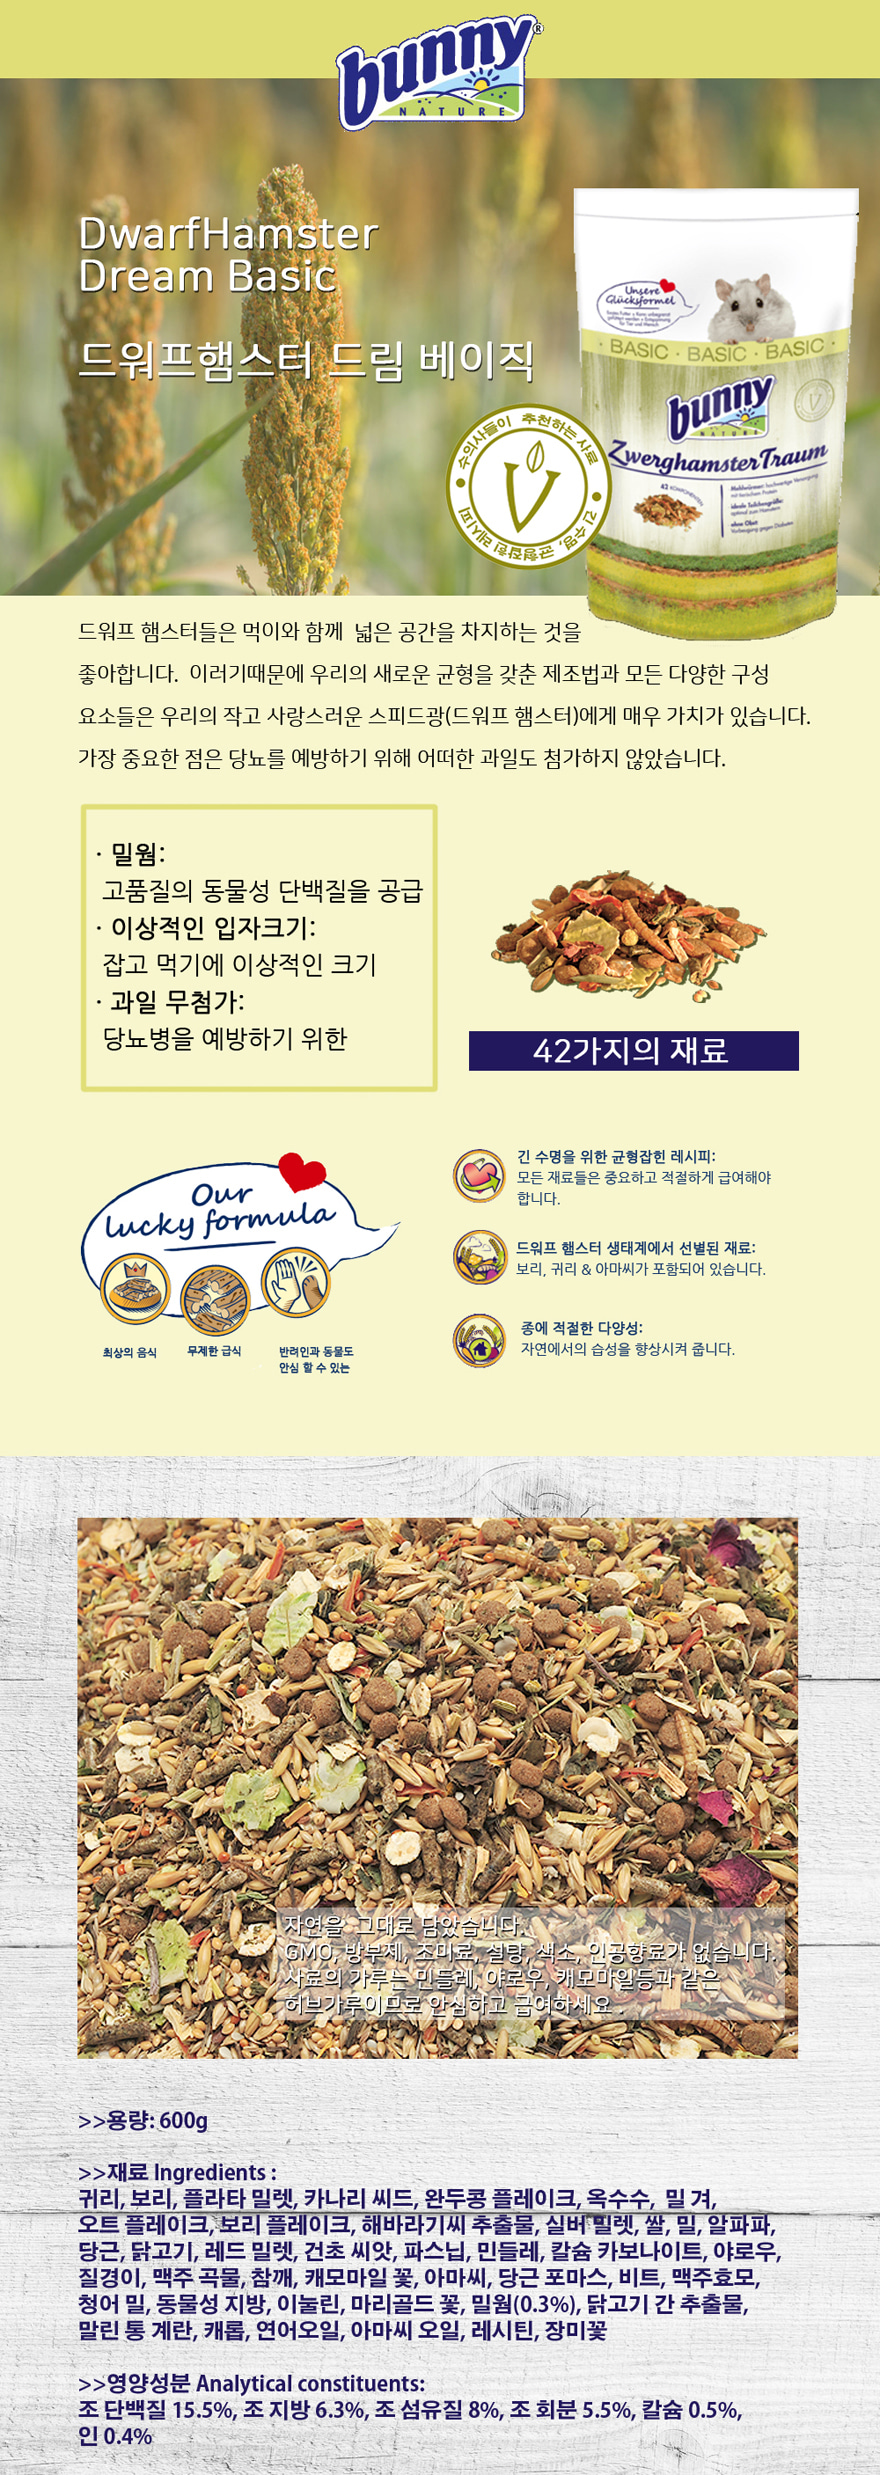 bunny®
NATURE
DwarfHamster
Dream Basic
드워프햄스터 드림 베이직
Unsere
Glücksformel
BASIC · BASIC · BASIC
bunny
NATURE
ZwerghamsterTraum
42 KOMPONENTEN
ohne Obst:
수의사들이 추천하는 사료
긴 수명, 균형잡힌 레시피
드워프 햄스터들은 먹이와 함께 넓은 공간을 차지하는 것을
좋아합니다. 이러기때문에 우리의 새로운 균형을 갖춘 제조법과 모든 다양한 구성
요소들은 우리의 작고 사랑스러운 스피드광(드워프 햄스터)에게 매우 가치가 있습니다.
가장 중요한 점은 당뇨를 예방하기 위해 어떠한 과일도 첨가하지 않았습니다.
· 밀웜:
고품질의 동물성 단백질을 공급
· 이상적인 입자크기:
잡고 먹기에 이상적인 크기
· 과일 무첨가:
당뇨병을 예방하기 위한
42가지의 재료
Our
lucky formula
최상의 음식
무제한 급식
반려인과 동물도
안심 할 수 있는
긴 수명을 위한 균형잡힌 레시피:
모든 재료들은 중요하고 적절하게 급여해야
합니다.
드워프 햄스터 생태계에서 선별된 재료:
보리, 귀리 & 아마씨가 포함되어 있습니다.
종에 적절한 다양성:
자연에서의 습성을 향상시켜 줍니다.
자연을 그대로 담았습니다.
GMO, 방부제, 조미료, 설탕, 색소, 인공향료가 없습니다.
사료의 가루는 민들레, 야로우, 캐모마일등과 같은
허브가루이므로 안심하고 급여하세요 .
>>용량: 600g
>>재료 Ingredients :
귀리, 보리, 플라타 밀렛, 카나리 씨드, 완두콩 플레이크, 옥수수, 밀 겨,
오트 플레이크, 보리 플레이크, 해바라기씨 추출물, 실버 밀렛, 쌀, 밀, 알파파,
당근, 닭고기, 레드 밀렛, 건초 씨앗, 파스닙, 민들레, 칼슘 카보나이트, 야로우,
질경이, 맥주 곡물, 참깨, 캐모마일 꽃, 아마씨, 당근 포마스, 비트, 맥주효모,
청어 밀, 동물성 지방, 이눌린, 마리골드 꽃, 밀웜(0.3%), 닭고기 간 추출물,
말린 통 계란, 캐롭, 연어오일, 아마씨 오일, 레시틴, 장미꽃
>>영양성분 Analytical constituents:
조 단백질 15.5%, 조 지방 6.3%, 조 섬유질 8%, 조 회분 5.5%, 칼슘 0.5%,
인 0.4%